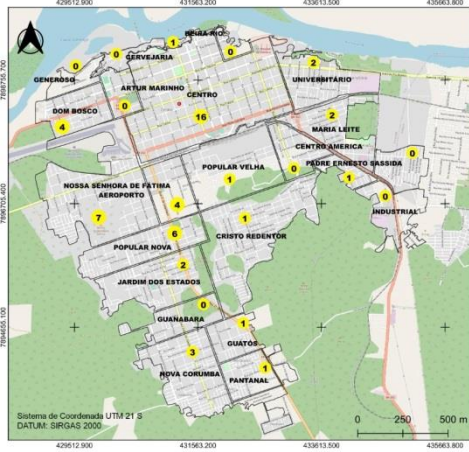 429512.900 431563.200 433613.500 435663.800
7898755.700
7896705.400
7894655.100
BEIRA RIO
1
0 0
CERVEJARIA
0
2
GENEROSO
UNIVERSITÁRIO
ARTUR MARINHO
0
CENTRO
DOM BOSCO
16
2
4
MARIA LEITE
CENTRO AMÉRICA
0
POPULAR VELHA
PADRE ERNESTO SASSIDA
0
1
1
NOSSA SENHORA DE FÁTIMA
AEROPORTO
0
4
INDUSTRIAL
7
1
6
CRISTO REDENTOR
POPULAR NOVA
2
JARDIM DOS ESTADOS
0
GUANABARA
1
GUATÓS
3
NOVA CORUMBÁ
1
PANTANAL
Sistema de Coordenada UTM 21 S
DATUM: SIRGAS 2000
0 250 500 m
429512.900 431563.200 433613.500 435663.800